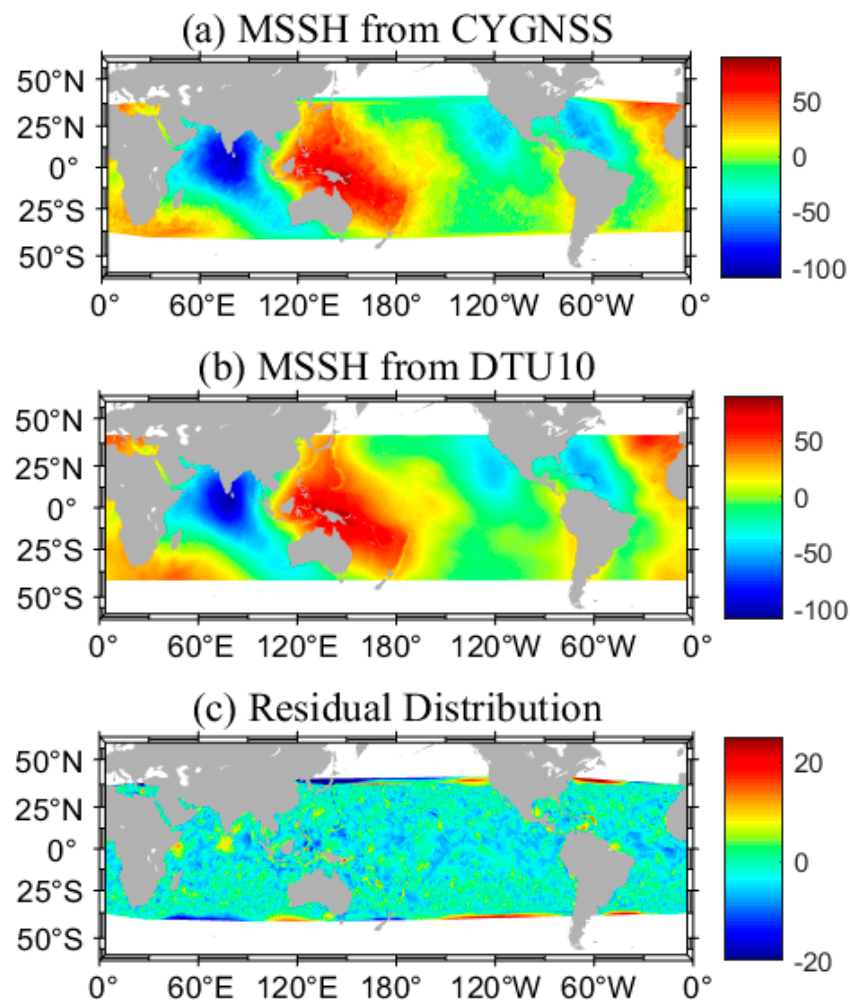 (a) MSSH from CYGNSS
50°N
25°N
0°
25°S
50°S
0° 60°E 120°E 180° 120°W 60°W 0°
50
0
-50
-100
(b) MSSH from DTU10
50°N
25°N
0°
25°S
50°S
0° 60°E 120°E 180° 120°W 60°W 0°
50
0
-50
-100
(c) Residual Distribution
50°N
25°N
0°
25°S
50°S
0° 60°E 120°E 180° 120°W 60°W 0°
20
0
-20